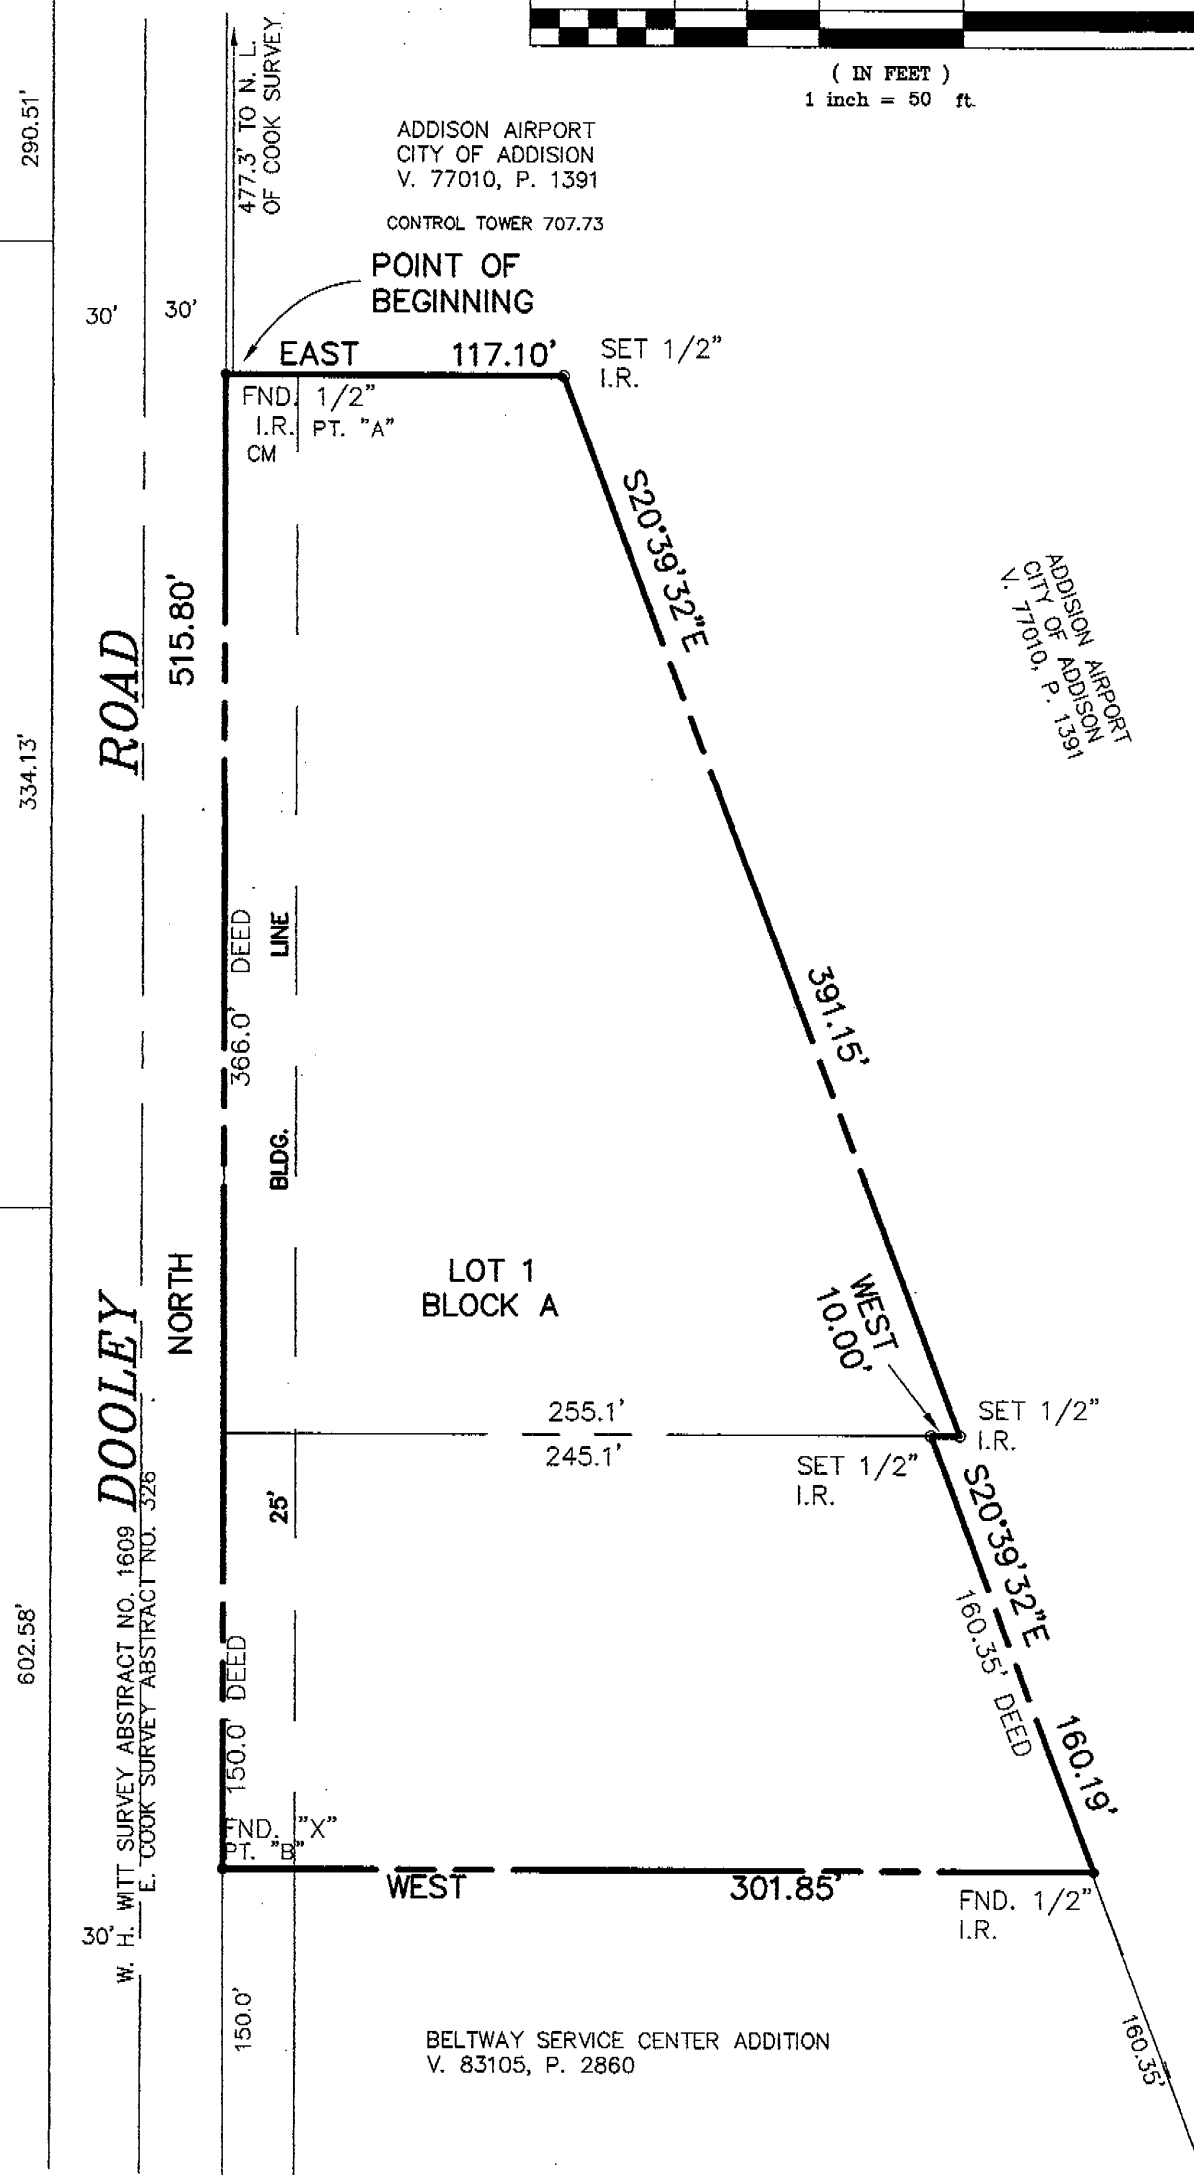 ( IN FEET )
1 inch = 50 ft.
290.51'
477.3' TO N. L.
OF COOK SURVEY
ADDISON AIRPORT
CITY OF ADDISION
V. 77010, P. 1391
CONTROL TOWER 707.73
POINT OF
BEGINNING
30'
30'
EAST 117.10'
SET 1/2"
I.R.
FND. 1/2"
I.R. PT. "A"
CM
S20°39'32"E
515.80'
ROAD
ADDISION AIRPORT
CITY OF ADDISON
V. 77010, P. 1391
334.13'
366.0' DEED
BLDG. LINE
391.15'
NORTH
LOT 1
BLOCK A
WEST
10.00'
DOOLEY
255.1'
245.1'
SET 1/2"
I.R.
SET 1/2"
I.R.
25'
S20°39'32"E
160.35' DEED
160.19'
602.58'
W. H. WITT SURVEY ABSTRACT NO. 1609
E. COOK SURVEY ABSTRACT NO. 326
150.0' DEED
FND. "X"
PT. "B"
WEST 301.85'
FND. 1/2"
I.R.
30'
150.0'
BELTWAY SERVICE CENTER ADDITION
V. 83105, P. 2860
160.35'